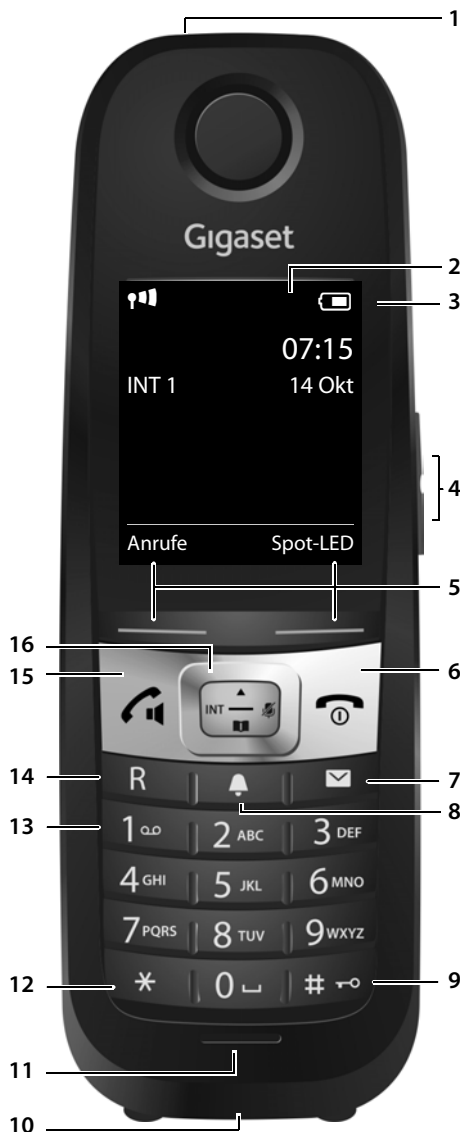 1
Gigaset
2
3
07:15
INT 1 14 Okt
4
Anrufe Spot-LED
5
16
15 6
INT
14 R 7
8
13 1 2 ABC 3 DEF
4 GHI 5 JKL 6 MNO
7 PQRS 8 TUV 9 WXYZ
12 * 0 # 9
11
10